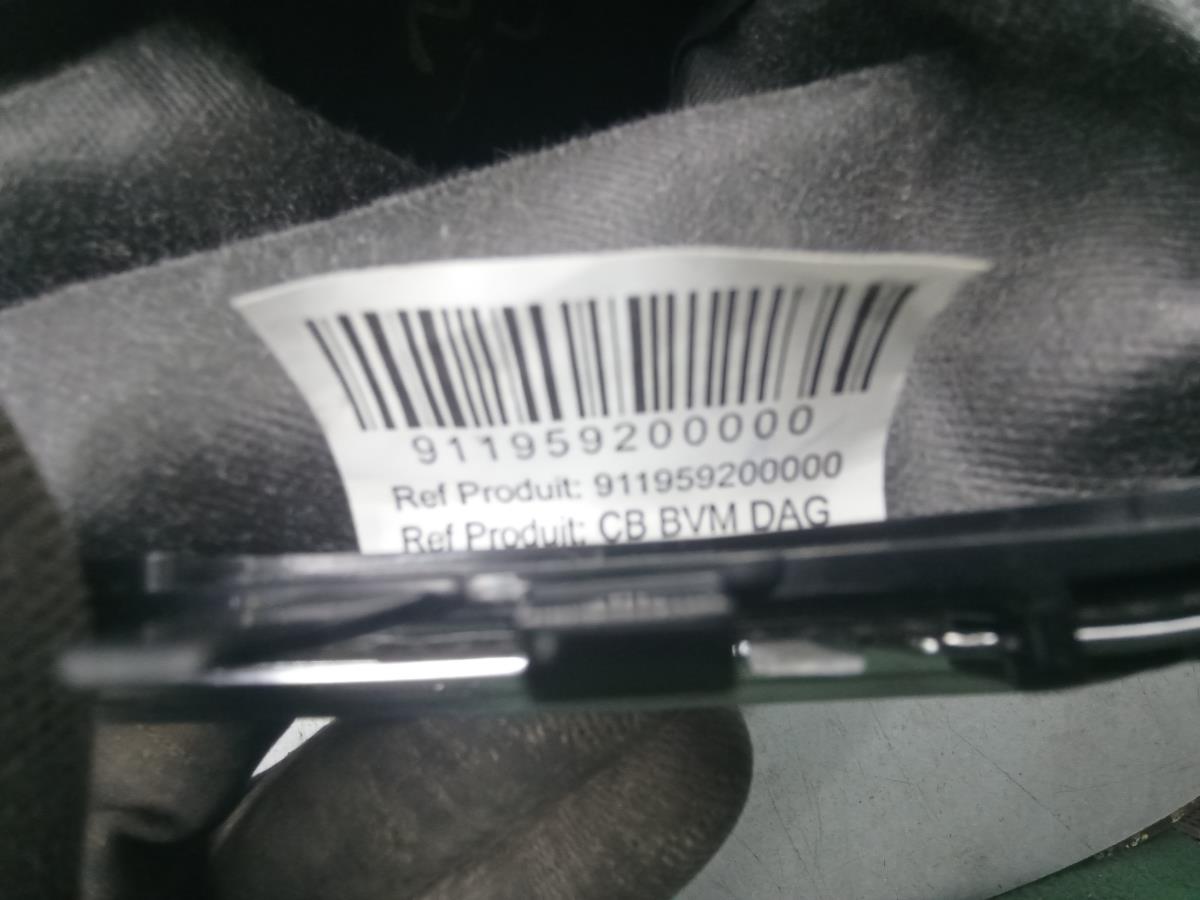 911959200000
Ref Produit: 911959200000
Ref Produit: CB BVM DAG